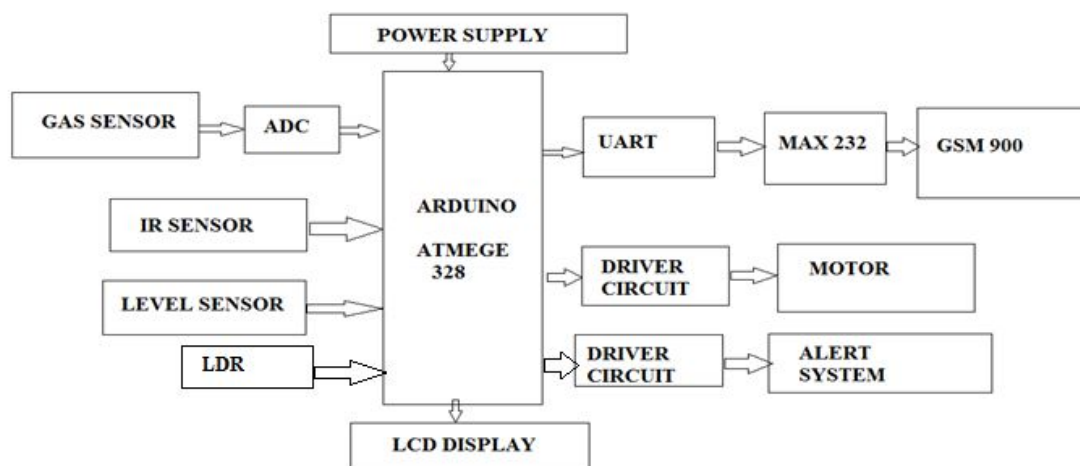 POWER SUPPLY
GAS SENSOR
ADC
UART
MAX 232
GSM 900
IR SENSOR
ARDUINO
ATMEGE
328
DRIVER
CIRCUIT
MOTOR
LEVEL SENSOR
LDR
DRIVER
CIRCUIT
ALERT
SYSTEM
LCD DISPLAY